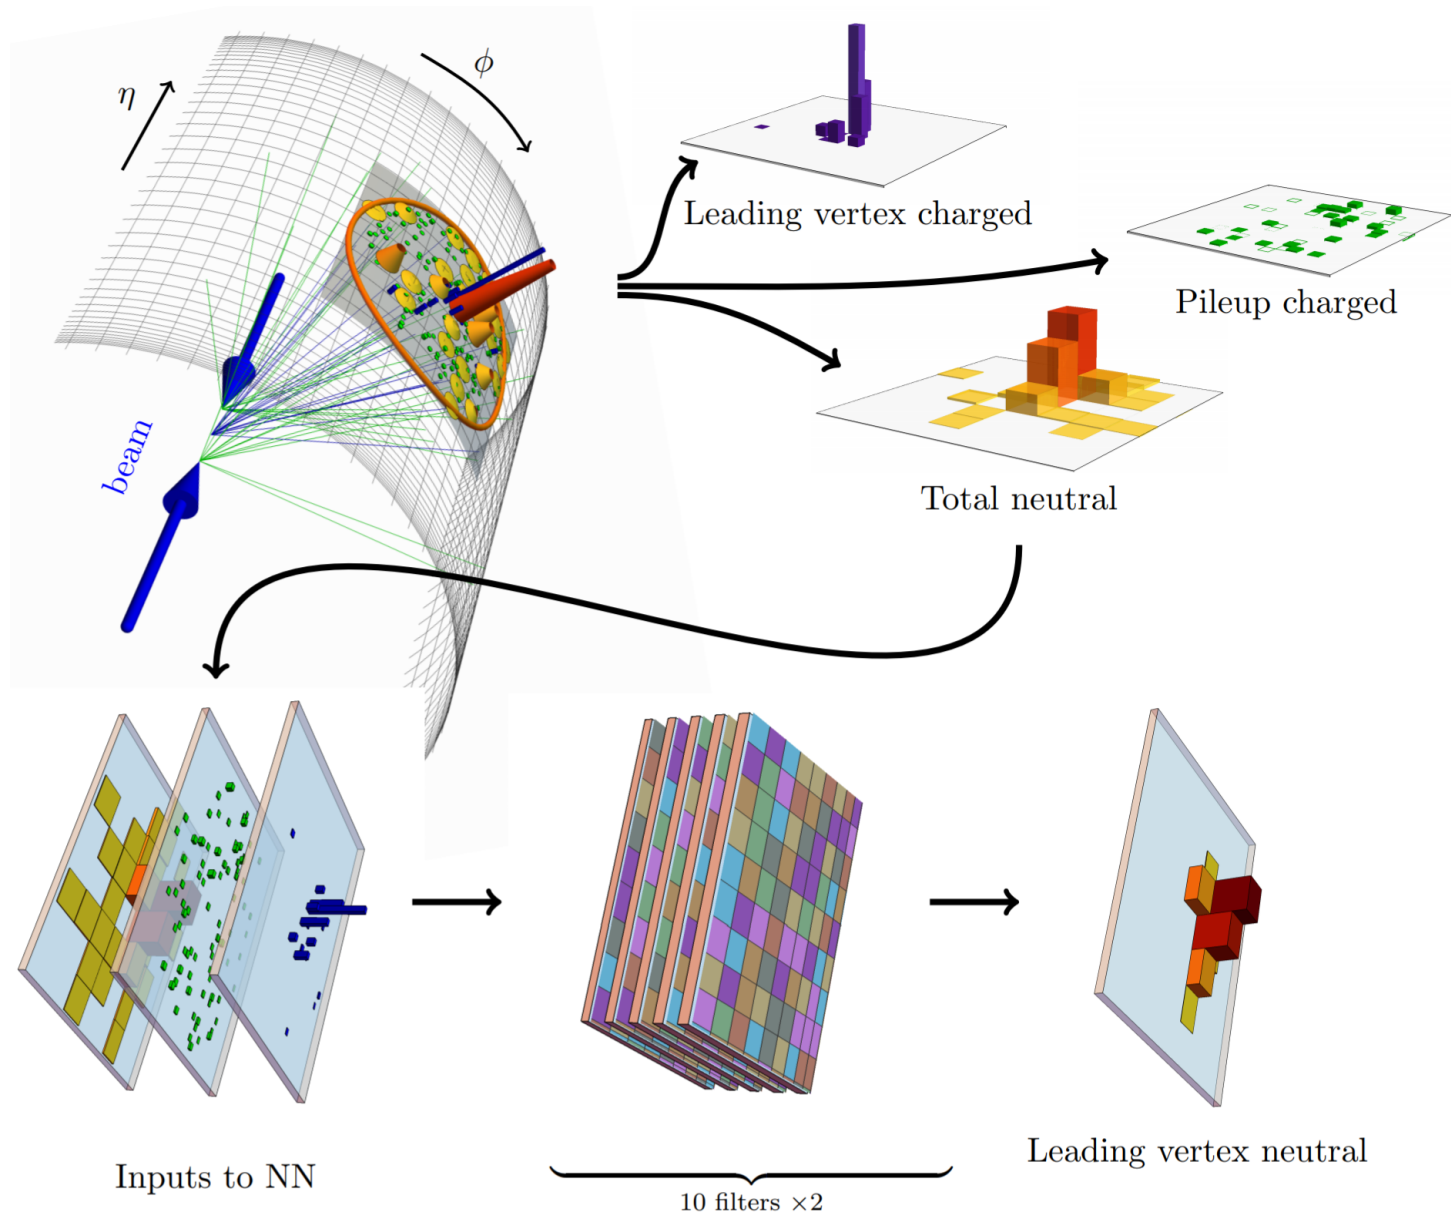 η
ϕ
Leading vertex charged
Pileup charged
beam
Total neutral
Inputs to NN
10 filters ×2
Leading vertex neutral